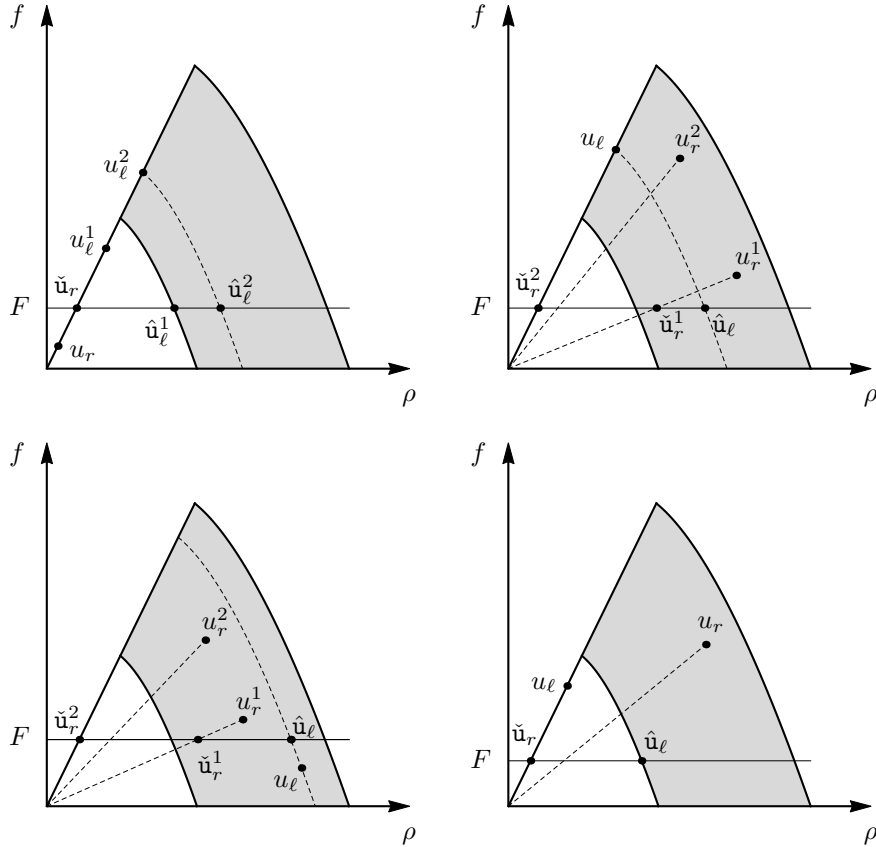 f
u_ℓ^2
u_ℓ^1
ǔ_r
û_ℓ^2
F
û_ℓ^1
u_r
ρ
f
u_ℓ
u_r^2
u_r^1
ǔ_r^2
F
ǔ_r^1
û_ℓ
ρ
f
u_r^2
u_r^1
ǔ_r^2
û_ℓ
F
ǔ_r^1
u_ℓ
ρ
f
u_r
u_ℓ
ǔ_r
û_ℓ
F
ρ